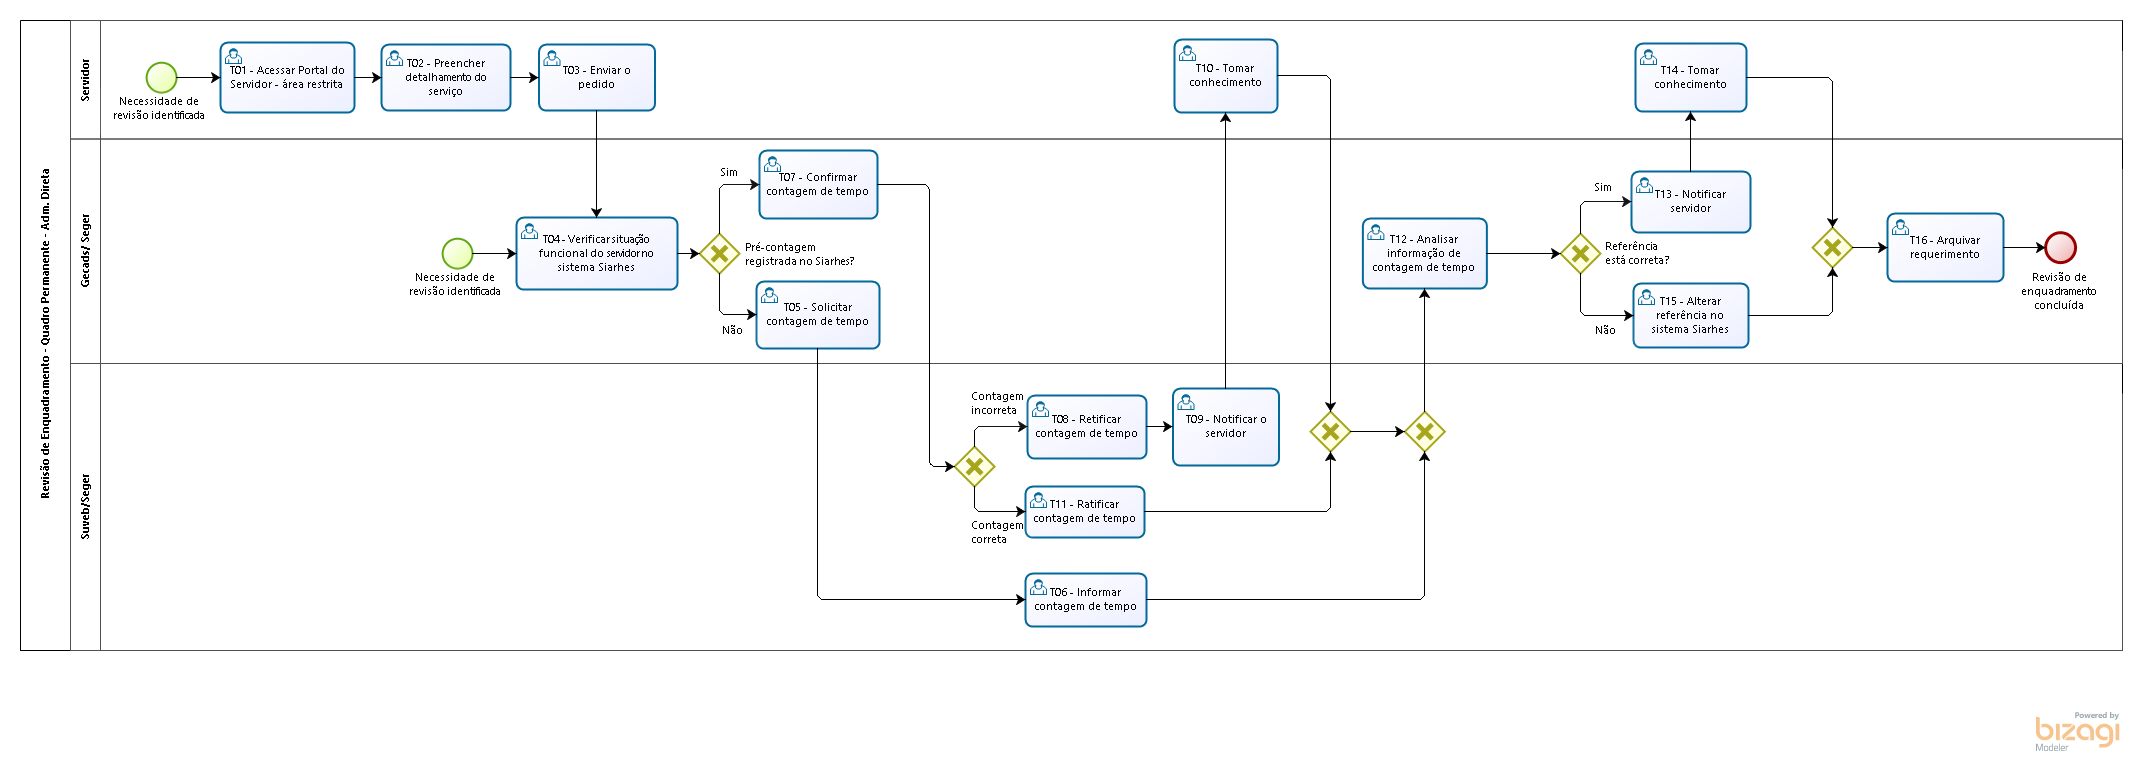 Revisão de Enquadramento - Quadro Permanente - Adm. Direta
Servidor
Necessidade de
revisão identificada
T01 - Acessar Portal do
Servidor - área restrita
T02 - Preencher
detalhamento do
serviço
T03 - Enviar o
pedido
T10 - Tomar
conhecimento
T14 - Tomar
conhecimento
Gecads/ Seger
Necessidade de
revisão identificada
T04 - Verificar situação
funcional do servidor no
sistema Siarhes
Pré-contagem
registrada no Siarhes?
Sim
T07 - Confirmar
contagem de tempo
Não
T05 - Solicitar
contagem de tempo
T12 - Analisar
informação de
contagem de tempo
Referência
está correta?
Sim
T13 - Notificar
servidor
Não
T15 - Alterar
referência no
sistema Siarhes
T16 - Arquivar
requerimento
Revisão de
enquadramento
concluída
Suveb/Seger
Contagem
incorreta
T08 - Retificar
contagem de tempo
T09 - Notificar o
servidor
Contagem
correta
T11 - Ratificar
contagem de tempo
T06 - Informar
contagem de tempo
Powered by
bizagi
Modeler